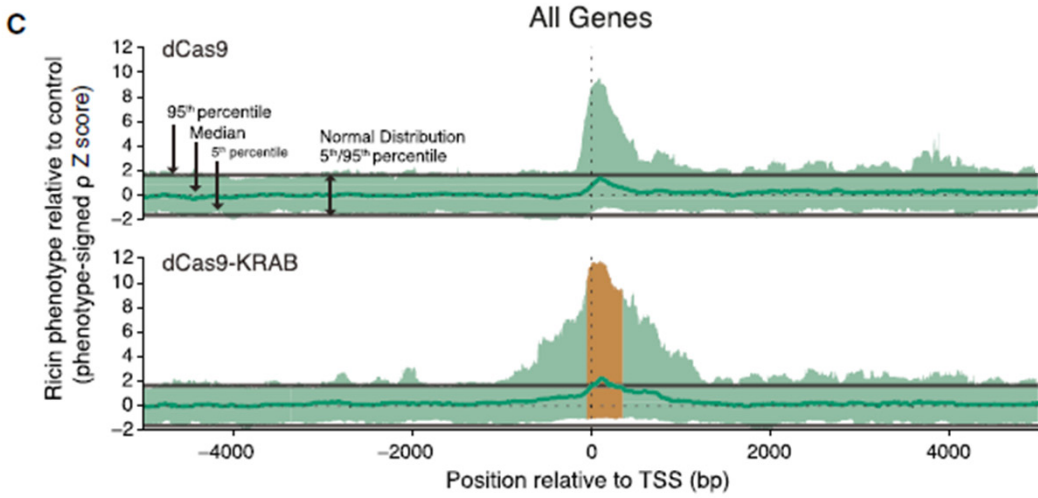 C
All Genes
Ricin phenotype relative to control
(phenotype-signed ρ Z score)
dCas9
12
10
8
6
4
2
0
−2
95th percentile
Median
5th percentile
Normal Distribution
5th/95th percentile
dCas9-KRAB
12
10
8
6
4
2
0
−2
−4000
−2000
0
2000
4000
Position relative to TSS (bp)